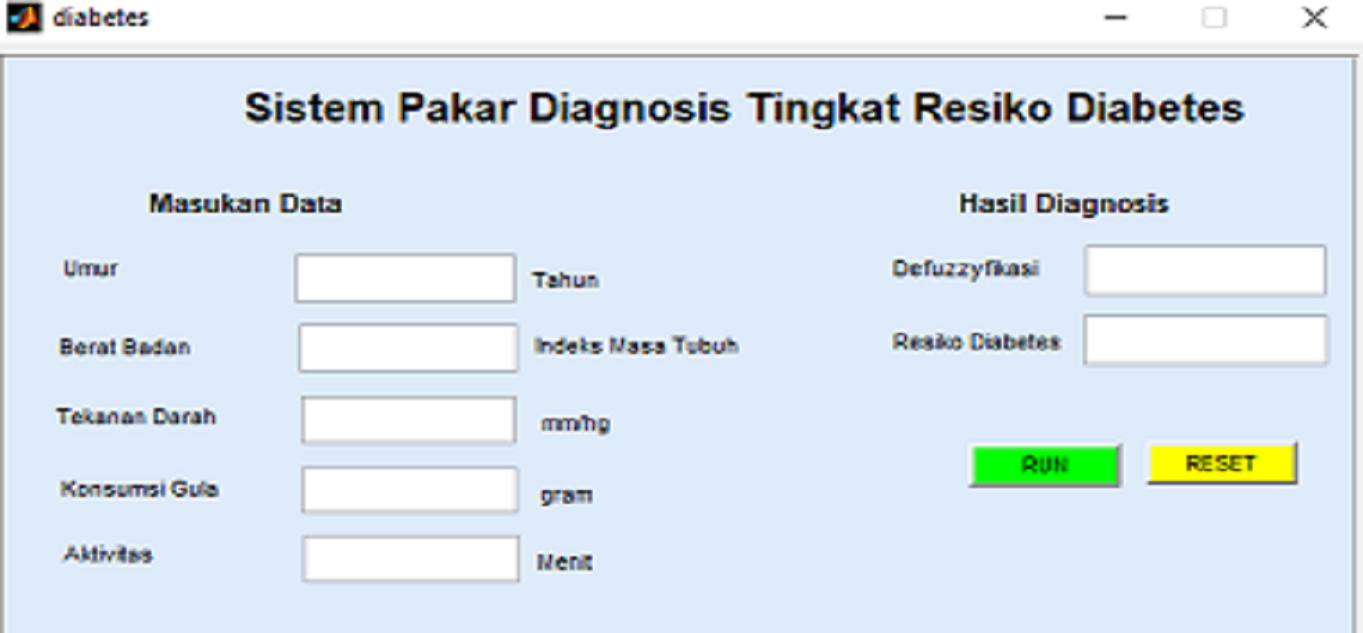 diabetes
Sistem Pakar Diagnosis Tingkat Resiko Diabetes
Masukan Data
Umur
Tahun
Berat Badan
Indeks Masa Tubuh
Tekanan Darah
mm/hg
Konsumsi Gula
gram
Aktivitas
Menit
Hasil Diagnosis
Defuzzyfikasi
Resiko Diabetes
RUN
RESET